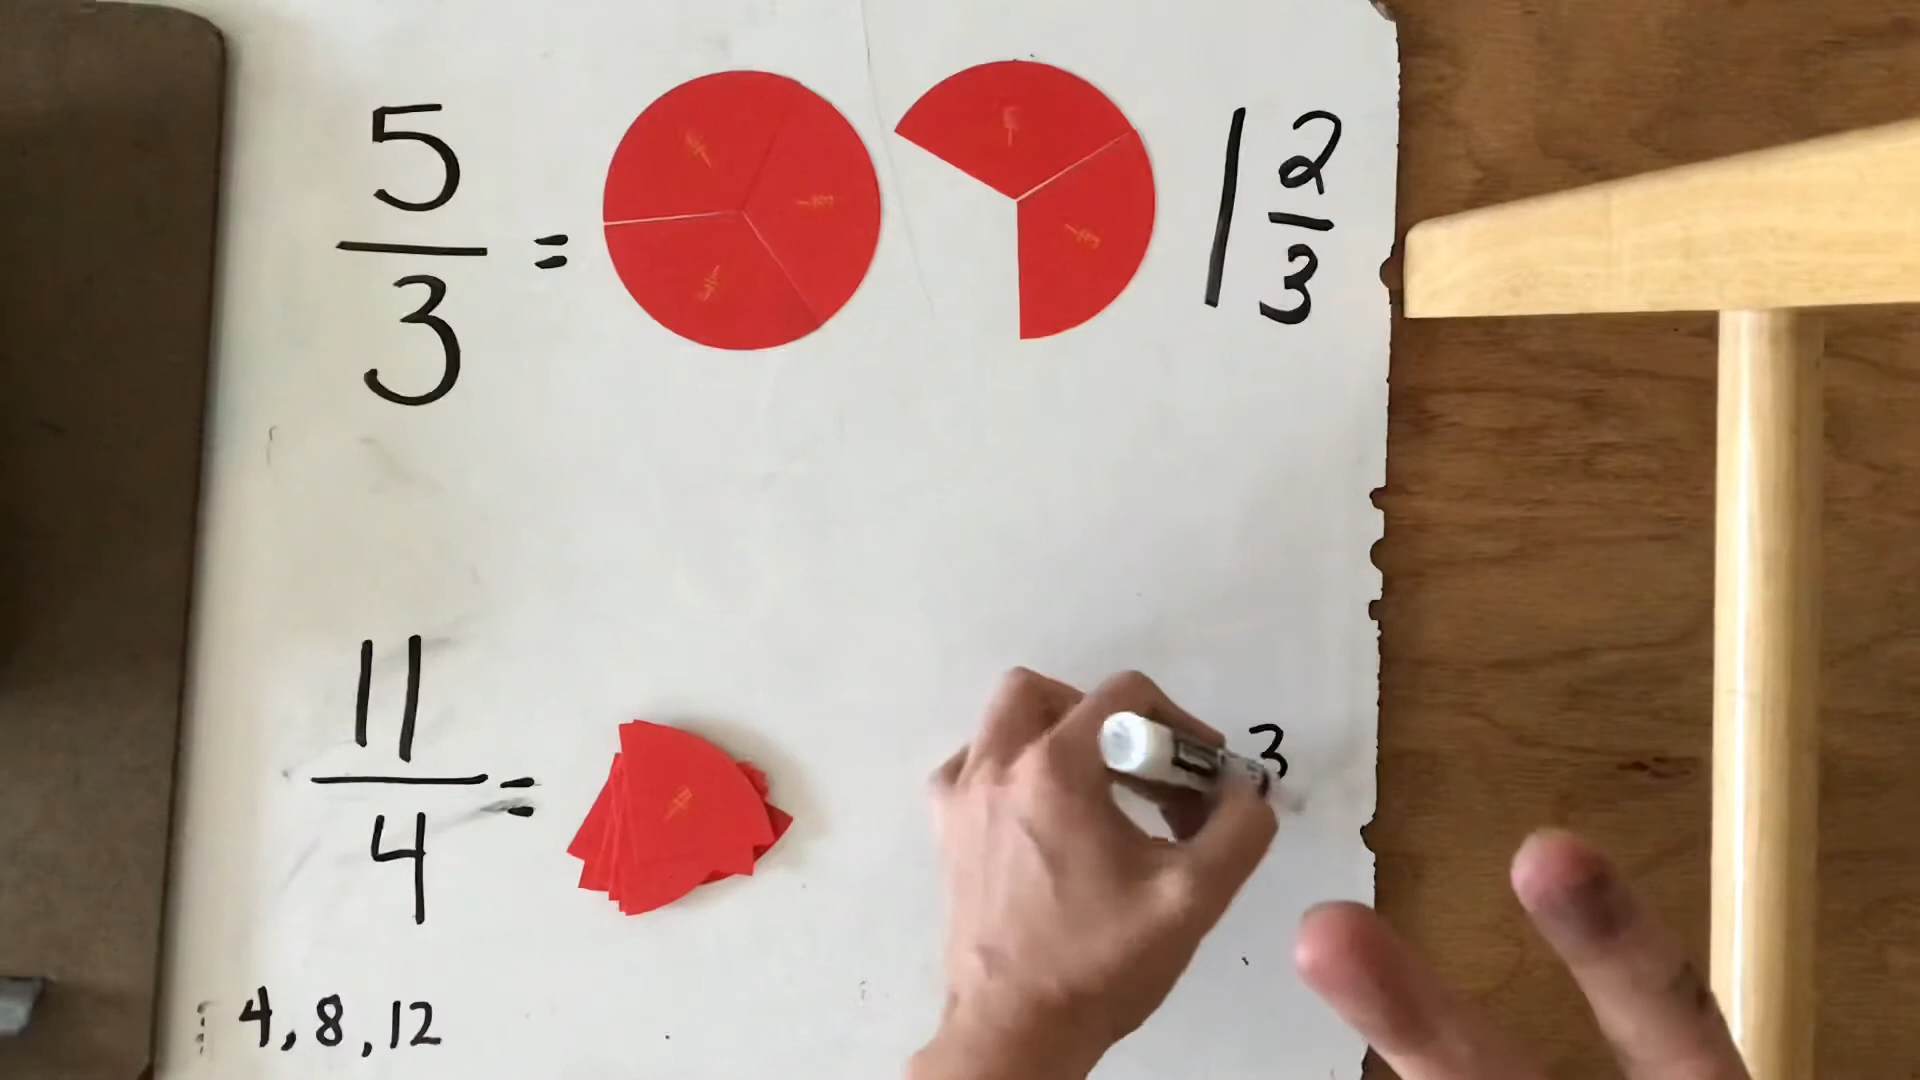 5/3 = 1 2/3
11/4 = 3
4, 8, 12